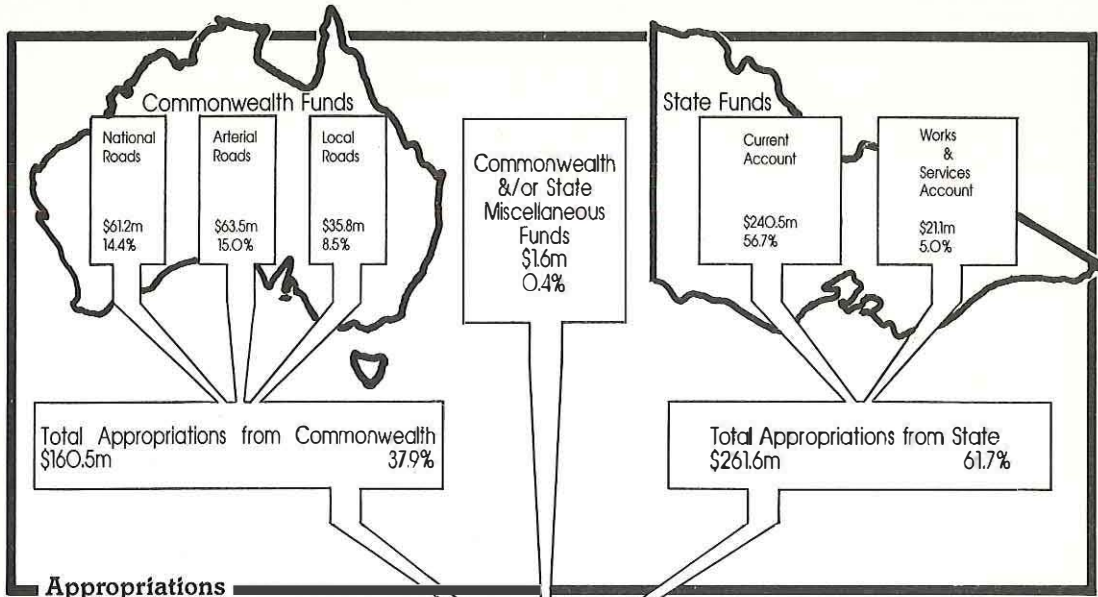 Commonwealth Funds
National
Roads
$61.2m
14.4%
Arterial
Roads
$63.5m
15.0%
Local
Roads
$35.8m
8.5%
Commonwealth
&/or State
Miscellaneous
Funds
$1.6m
0.4%
State Funds
Current
Account
$240.5m
56.7%
Works
&
Services
Account
$21.1m
5.0%
Total Appropriations from Commonwealth
$160.5m 37.9%
Total Appropriations from State
$261.6m 61.7%
Appropriations